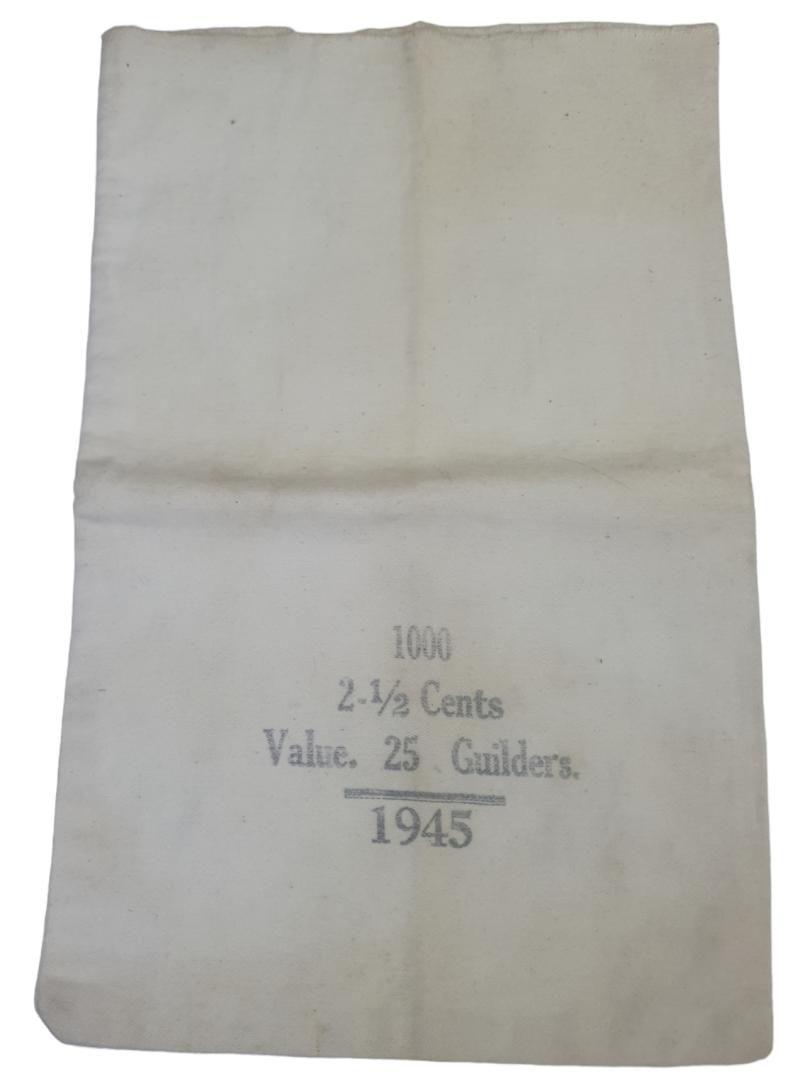 1000
2-½ Cents
Value. 25 Guilders.
1945